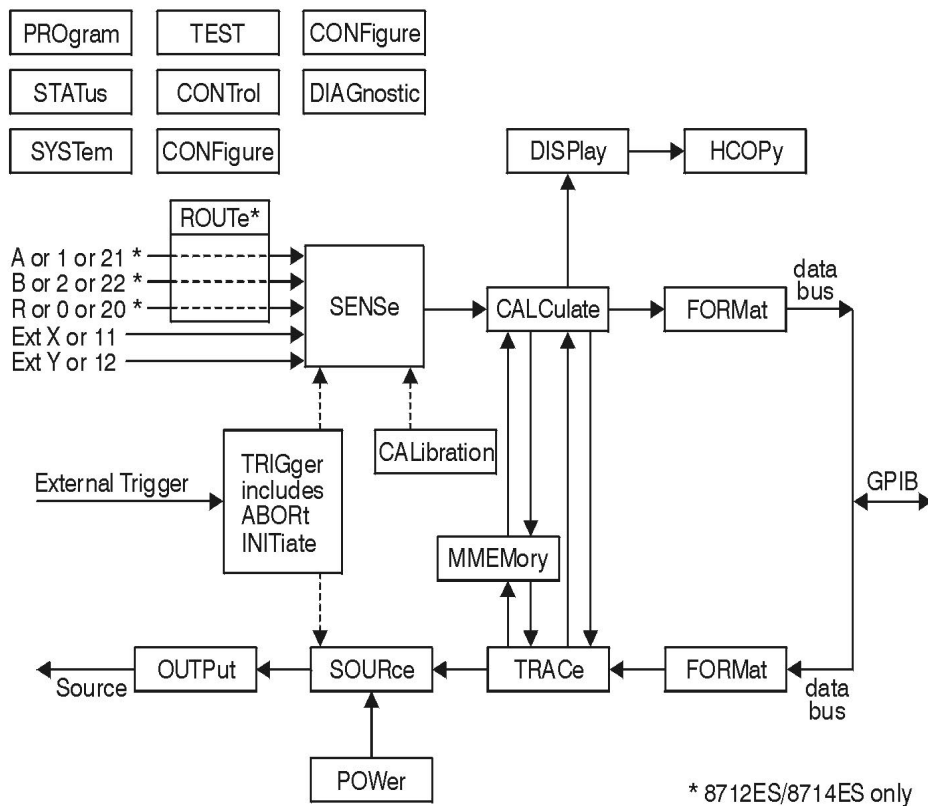 PROgram TEST CONFigure
STATus CONTrol DIAGnostic
SYSTem CONFigure
DISPlay HCOPy
ROUTe*
A or 1 or 21 *
B or 2 or 22 *
R or 0 or 20 *
Ext X or 11
Ext Y or 12
SENSe
CALCulate
FORMat
data
bus
CALibration
External Trigger
TRIGger
includes
ABORt
INITiate
GPIB
MMEMory
Source
OUTPut
SOURce
TRACe
FORMat
data
bus
POWer
* 8712ES/8714ES only